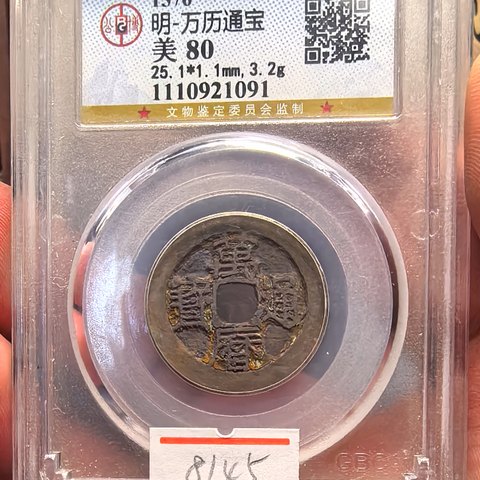 明-万历通宝
美 80
25.1*1.1mm,3.2g
1110921091
文物鉴定委员会监制
萬曆通寶
8145